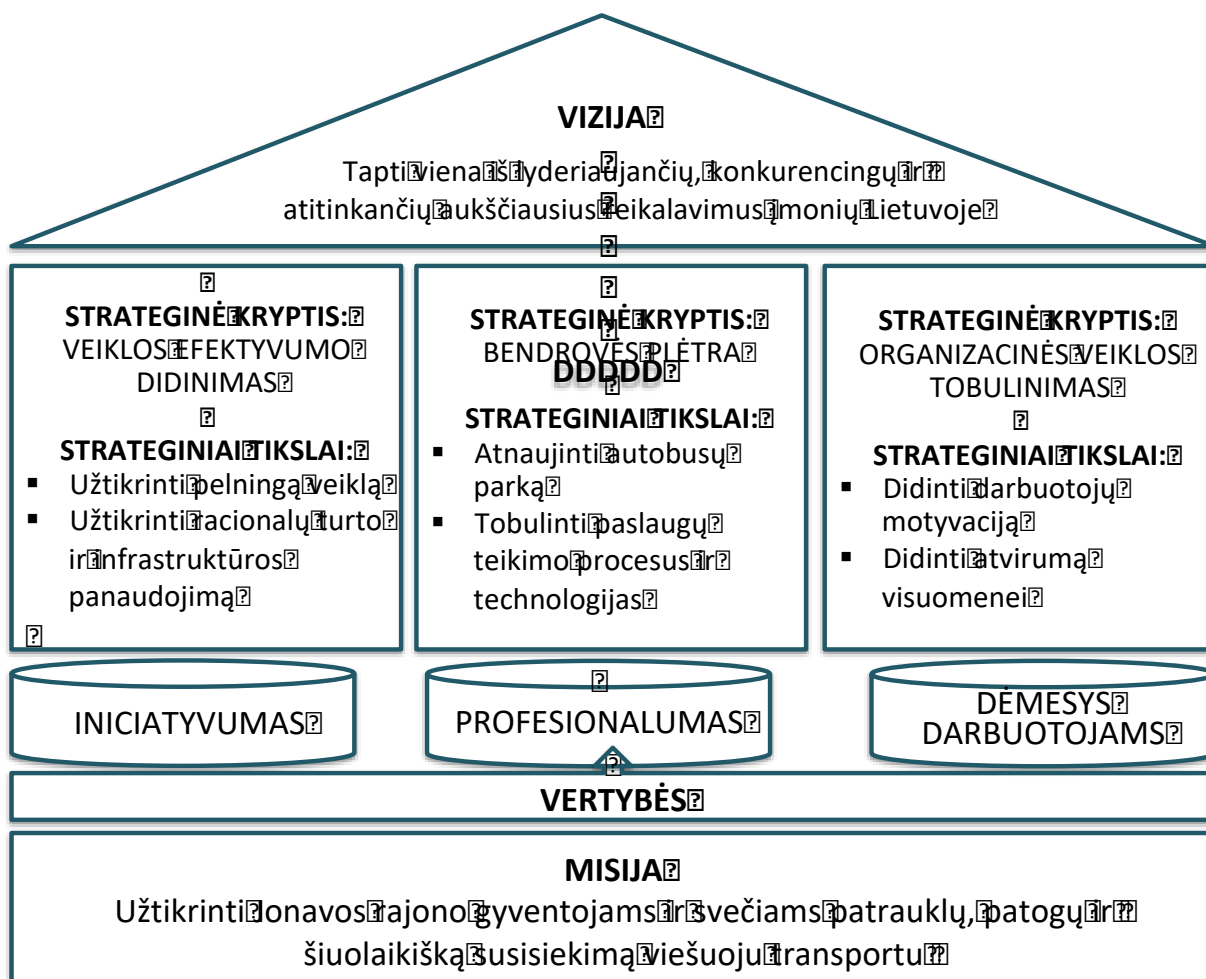 VIZIJA
Tapti viena iš lyderiaujančių, konkurencingų ir
atitinkančių aukščiausius reikalavimus įmonių Lietuvoje
STRATEGINĖ KRYPTIS:
VEIKLOS EFEKTYVUMO
DIDINIMAS
STRATEGINIAI TIKSLAI:
▪ Užtikrinti pelningą veiklą
▪ Užtikrinti racionalų turto
ir infrastruktūros
panaudojimą
STRATEGINĖ KRYPTIS:
BENDROVĖS PLĖTRA
DDDDD
STRATEGINIAI TIKSLAI:
▪ Atnaujinti autobusų
parką
▪ Tobulinti paslaugų
teikimo procesus ir
technologijas
STRATEGINĖ KRYPTIS:
ORGANIZACINĖS VEIKLOS
TOBULINIMAS
STRATEGINIAI TIKSLAI:
▪ Didinti darbuotojų
motyvaciją
▪ Didinti atvirumą
visuomenei
INICIATYVUMAS
PROFESIONALUMAS
DĖMESYS
DARBUOTOJAMS
VERTYBĖS
MISIJA
Užtikrinti Jonavos rajono gyventojams ir svečiams patrauklų, patogų ir
šiuolaikišką susisiekimą viešuoju transportu